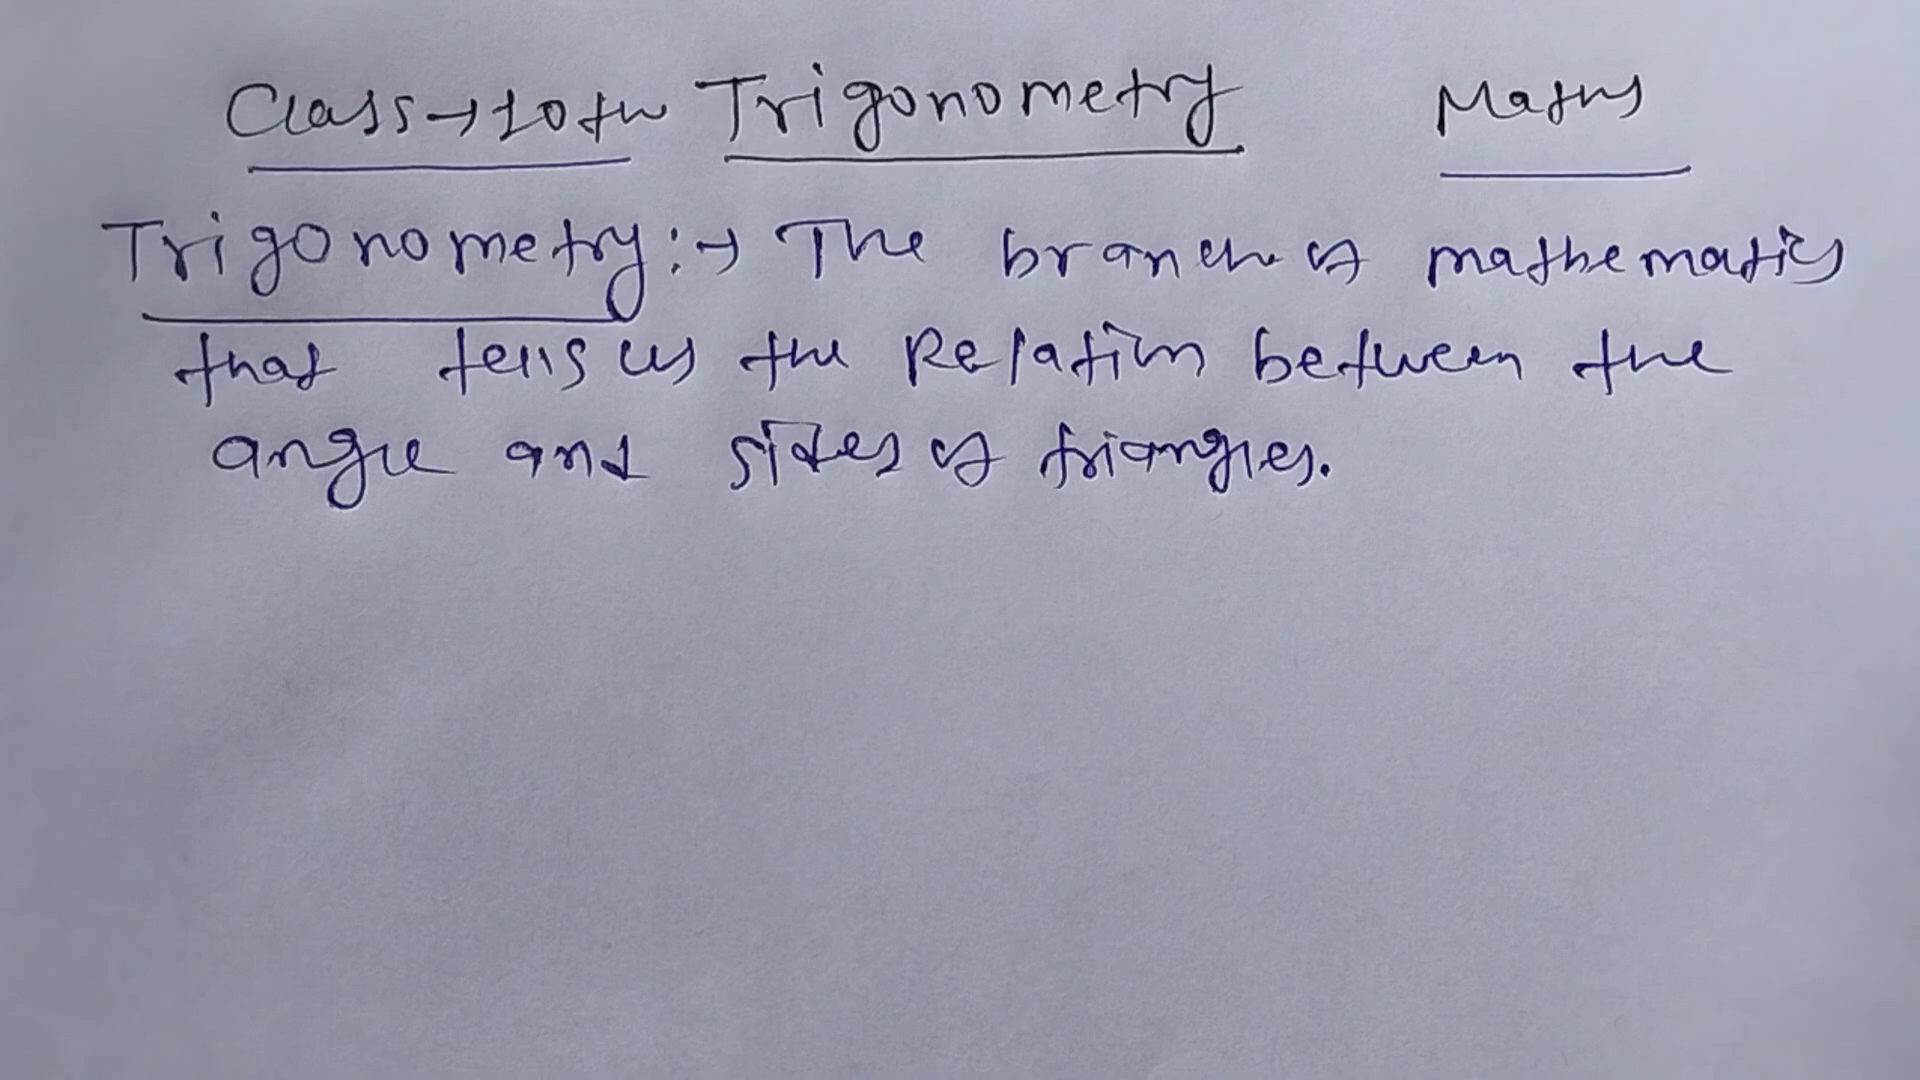 Class→10th Trigonometry Maths
Trigonometry:→ The branch of mathematics
that tells us the Relation between the
angle and sides of triangles.